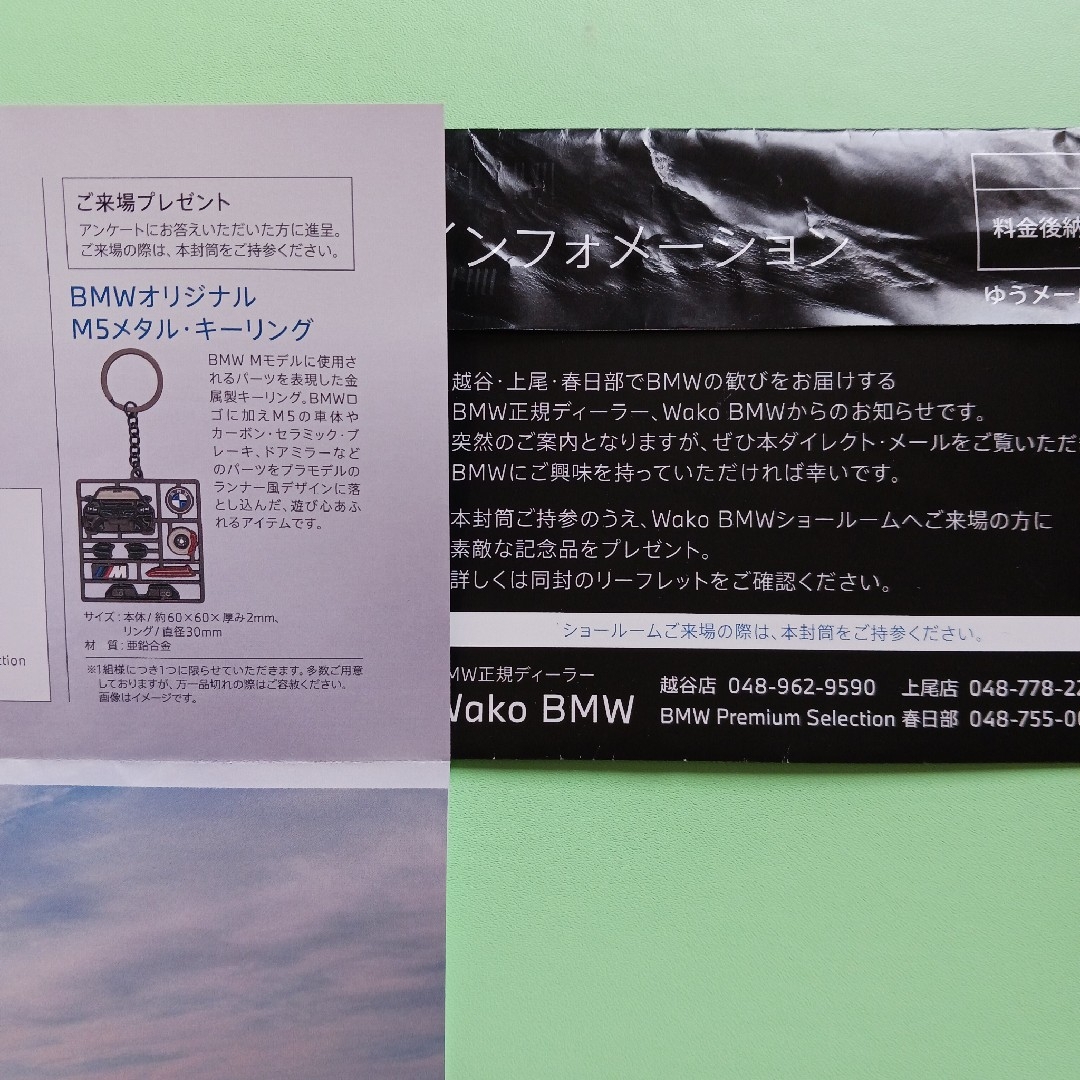 ご来場プレゼント
アンケートにお答えいただいた方に進呈。
ご来場の際は、本封筒をご持参ください。
BMWオリジナル
M5メタル・キーリング
BMW Mモデルに使用さ
れるパーツを表現した金
属製キーリング。BMWロ
ゴに加えM5の車体や
カーボン・セラミック・ブ
レーキ、ドアミラーなど
のパーツをプラモデルの
ランナー風デザインに落
とし込んだ、遊び心あふ
れるアイテムです。
サイズ:本体/約60×60×厚み2mm、
リング/直径30mm
材 質:亜鉛合金
※1組様につき1つに限らせていただきます。多数ご用意
しておりますが、万一品切れの際はご容赦ください。
画像はイメージです。
ction
ンフォメーション
料金後納
ゆうメール
越谷・上尾・春日部でBMWの歓びをお届けする
BMW正規ディーラー、Wako BMWからのお知らせです。
突然のご案内となりますが、ぜひ本ダイレクト・メールをご覧いただ
BMWにご興味を持っていただければ幸いです。
本封筒ご持参のうえ、Wako BMWショールームへご来場の方に
素敵な記念品をプレゼント。
詳しくは同封のリーフレットをご確認ください。
ショールームご来場の際は、本封筒をご持参ください。
MW正規ディーラー
Wako BMW
越谷店 048-962-9590 上尾店 048-778-22
BMW Premium Selection 春日部 048-755-00